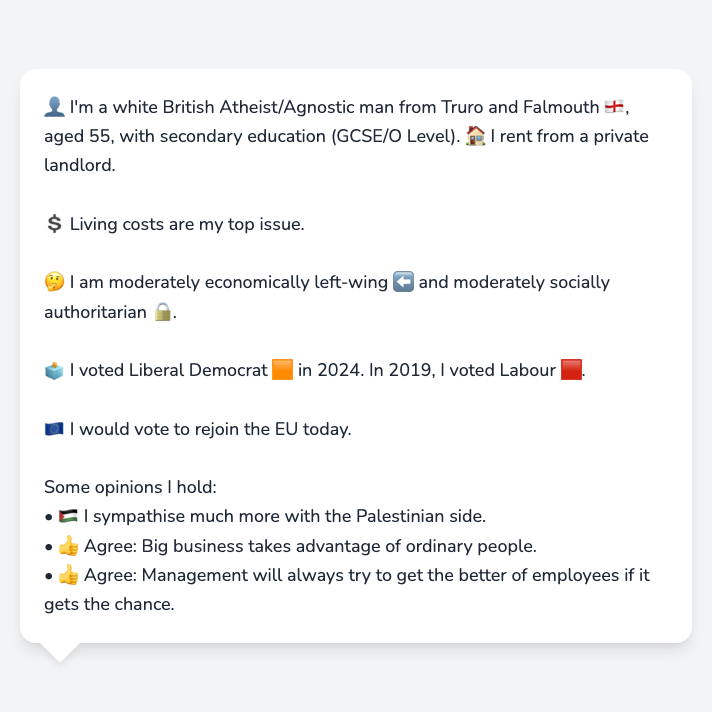 👤 I'm a white British Atheist/Agnostic man from Truro and Falmouth 🏴󠁧󠁢󠁥󠁮󠁧󠁿,
aged 55, with secondary education (GCSE/O Level). 🏠 I rent from a private
landlord.
💲 Living costs are my top issue.
🤔 I am moderately economically left-wing ⬅️ and moderately socially
authoritarian 🔒.
🗳️ I voted Liberal Democrat 🟧 in 2024. In 2019, I voted Labour 🟥.
🇪🇺 I would vote to rejoin the EU today.
Some opinions I hold:
• 🇵🇸 I sympathise much more with the Palestinian side.
• 👍 Agree: Big business takes advantage of ordinary people.
• 👍 Agree: Management will always try to get the better of employees if it
gets the chance.